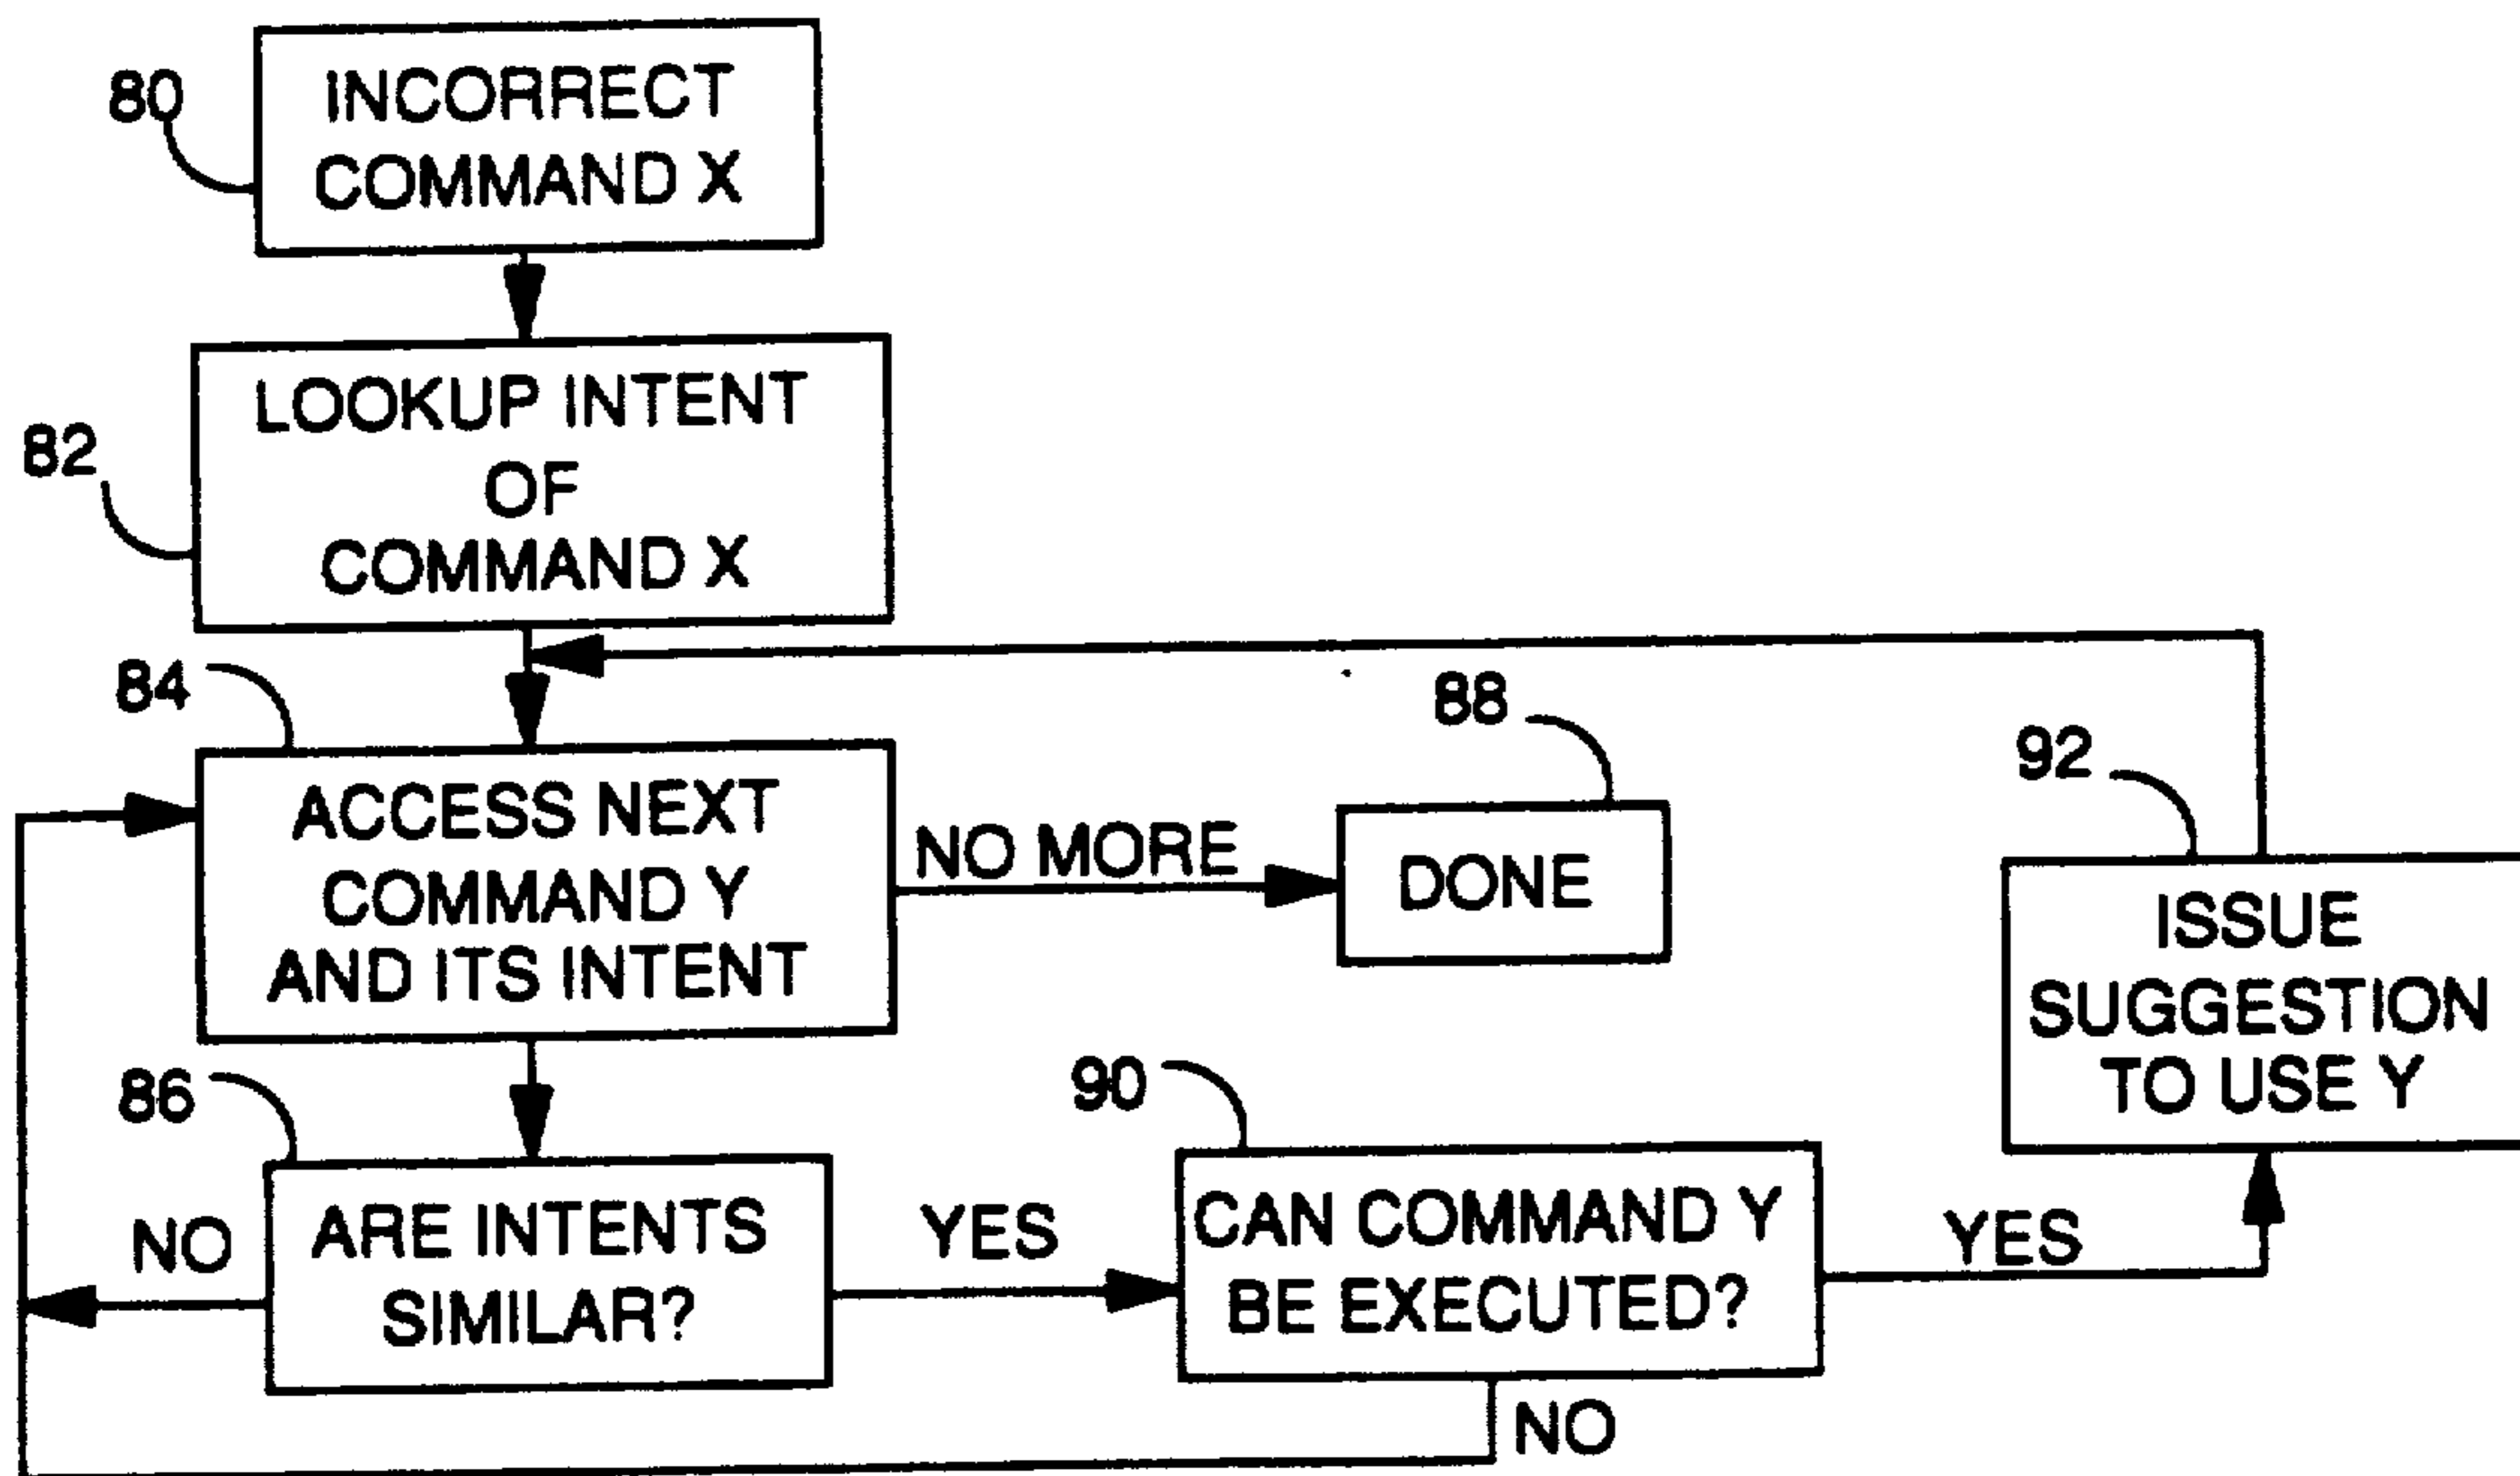 80
INCORRECT
COMMAND X
82
LOOKUP INTENT
OF
COMMAND X
84
ACCESS NEXT
COMMAND Y
AND ITS INTENT
NO MORE
88
DONE
92
ISSUE
SUGGESTION
TO USE Y
86
ARE INTENTS
SIMILAR?
NO
YES
90
CAN COMMAND Y
BE EXECUTED?
YES
NO